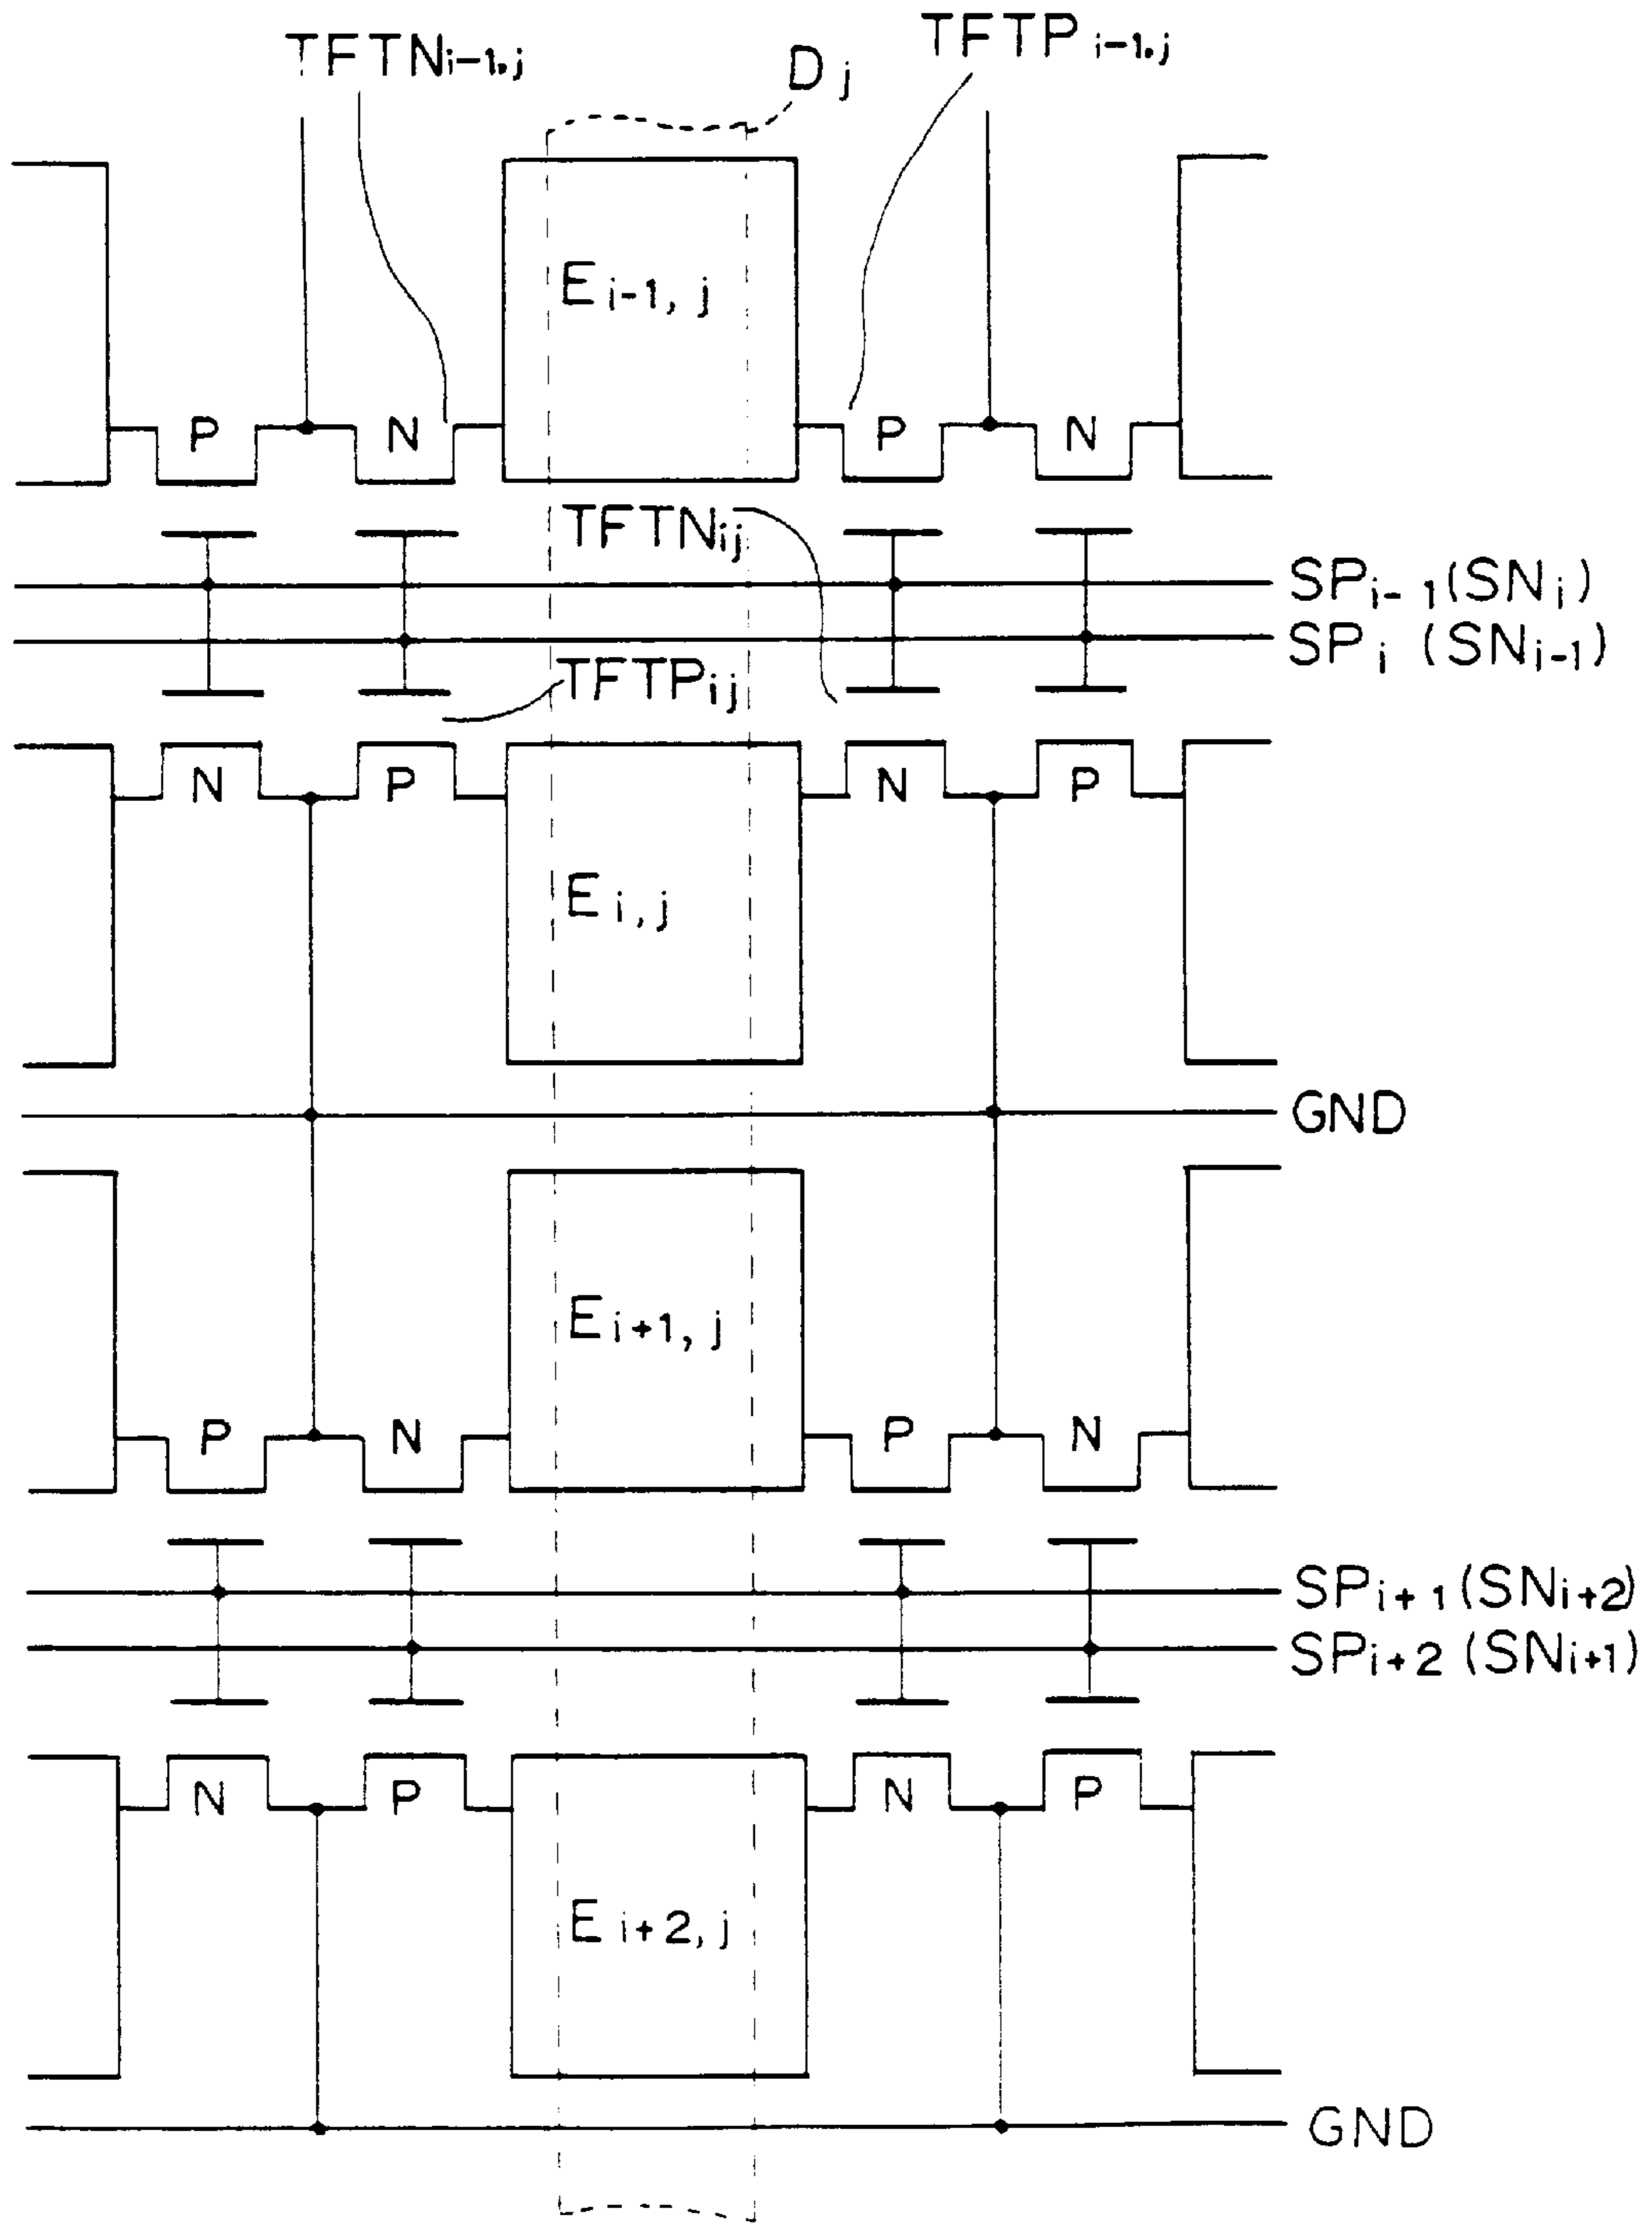 TFTNi-1,j Dj TFTPi-1,j
Ei-1, j
P N P N
TFTNij
SPi-1(SNi)
SPi (SNi-1)
TFTPij
N P N P
Ei,j
GND
Ei+1, j
P N P N
SPi+1(SNi+2)
SPi+2 (SNi+1)
N P N P
Ei+2,j
GND